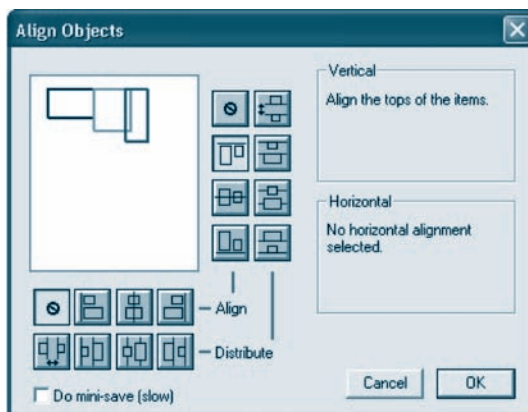 Align Objects
Vertical
Align the tops of the items.
Horizontal
No horizontal alignment
selected.
Align
Distribute
Do mini-save (slow)
Cancel
OK